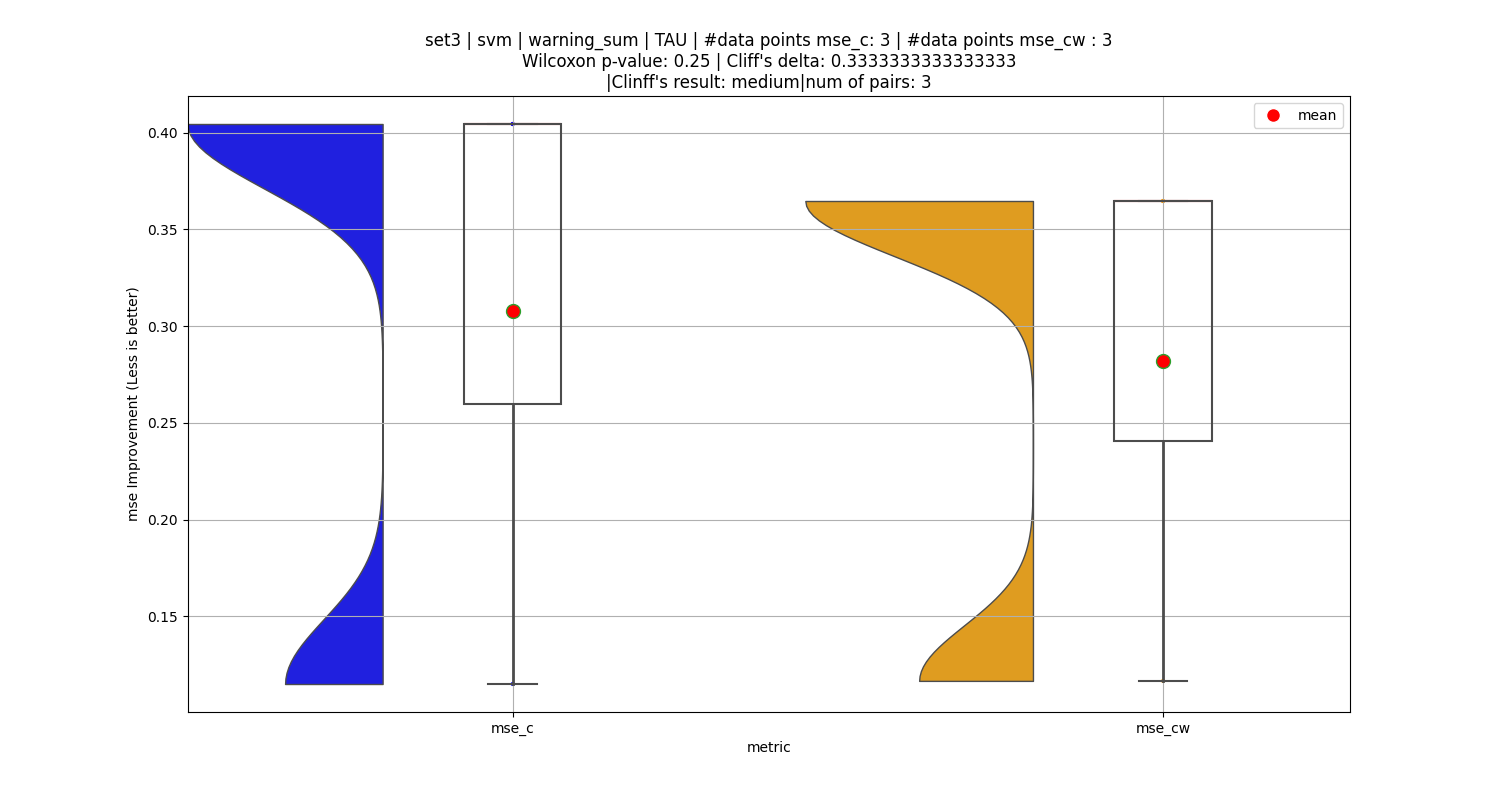 set3 | svm | warning_sum | TAU | #data points mse_c: 3 | #data points mse_cw : 3
Wilcoxon p-value: 0.25 | Cliff's delta: 0.3333333333333333
|Clinff's result: medium|num of pairs: 3
mean
0.40
0.35
0.30
0.25
0.20
0.15
mse Improvement (Less is better)
mse_c
mse_cw
metric